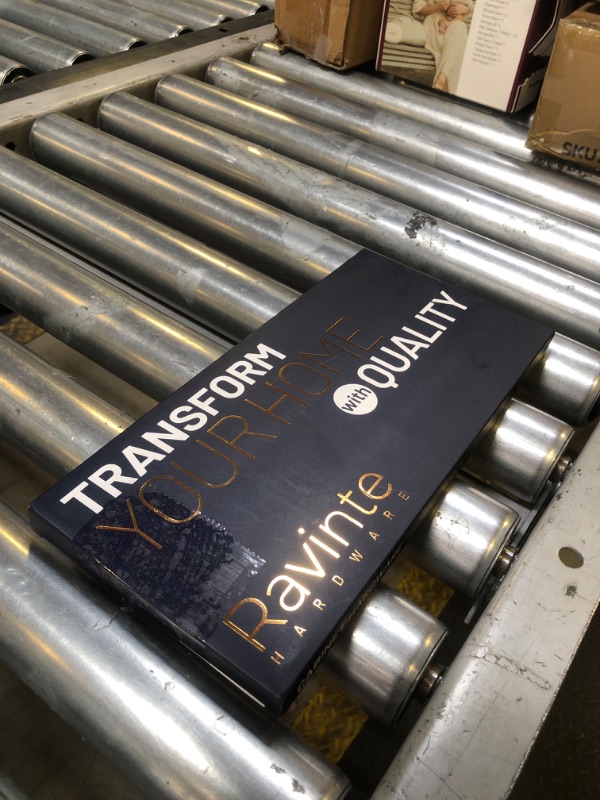 TRANSFORM
YOUR HOME
with QUALITY
Ravinte
HARDWARE
SKU: